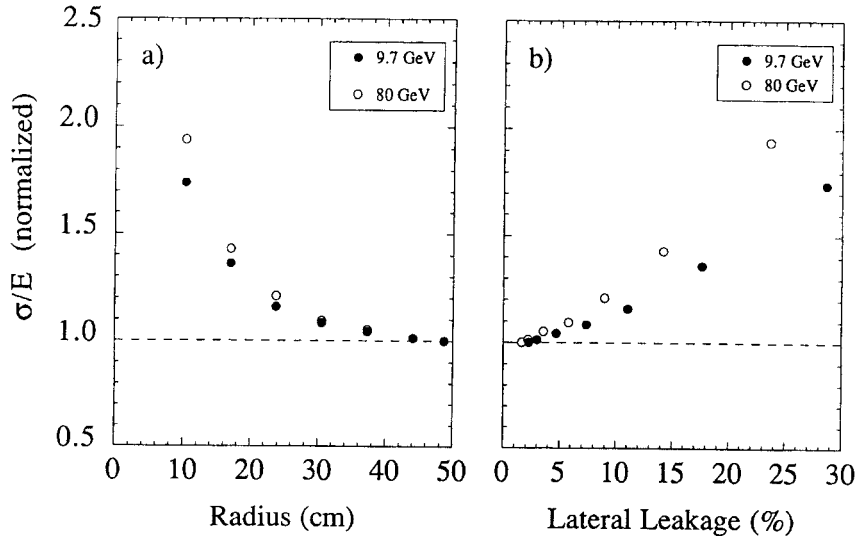 a)
9.7 GeV
80 GeV
b)
9.7 GeV
80 GeV
2.5
2.0
1.5
1.0
0.5
σ/E (normalized)
0 10 20 30 40 50
0 5 10 15 20 25 30
Radius (cm)
Lateral Leakage (%)